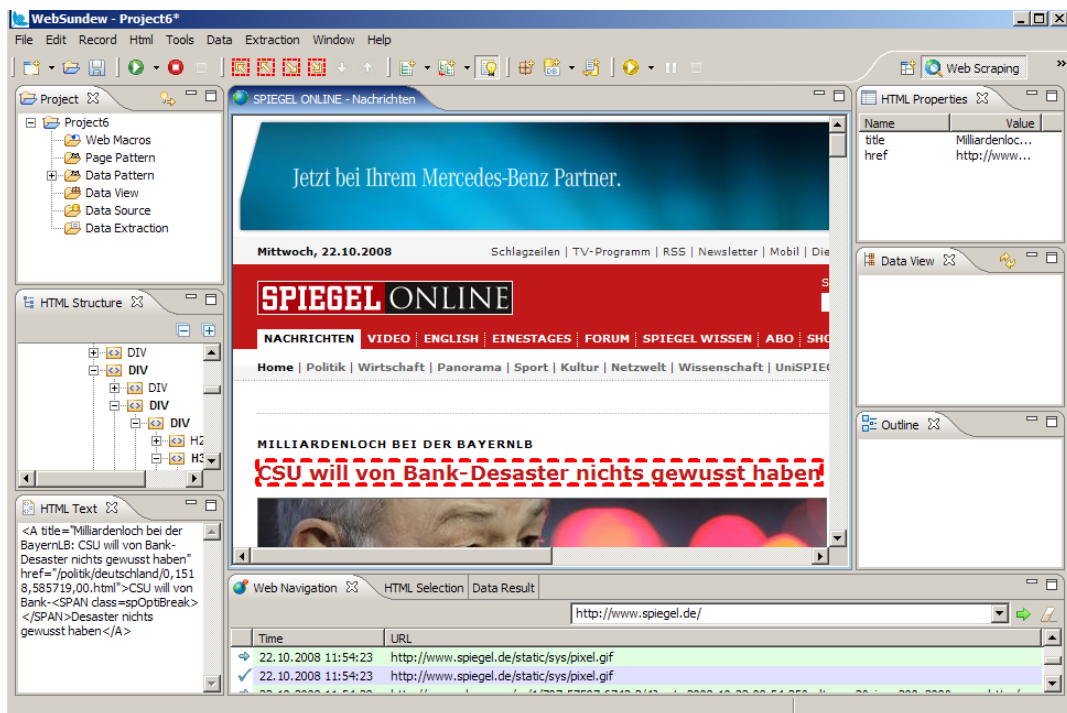 WebSundew - Project6*
File Edit Record Html Tools Data Extraction Window Help
Web Scraping »
Project
Project6
Web Macros
Page Pattern
Data Pattern
Data View
Data Source
Data Extraction
HTML Structure
DIV
DIV
DIV
DIV
DIV
H2
H3
HTML Text
<A title="Milliardenloch bei der
BayernLB: CSU will von Bank-
Desaster nichts gewusst haben"
href="/politik/deutschland/0,151
8,585719,00.html">CSU will von
Bank-<SPAN class=spOptiBreak>
</SPAN>Desaster nichts
gewusst haben</A>
SPIEGEL ONLINE - Nachrichten
Jetzt bei Ihrem Mercedes-Benz Partner.
Mittwoch, 22.10.2008 Schlagzeilen | TV-Programm | RSS | Newsletter | Mobil | Die
SPIEGEL ONLINE S
NACHRICHTEN VIDEO ENGLISH EINESTAGES FORUM SPIEGEL WISSEN ABO SHO
Home | Politik | Wirtschaft | Panorama | Sport | Kultur | Netzwelt | Wissenschaft | UniSPIEG
MILLIARDENLOCH BEI DER BAYERNLB
CSU will von Bank-Desaster nichts gewusst haben
Web Navigation HTML Selection Data Result
http://www.spiegel.de/
Time URL
22.10.2008 11:54:23 http://www.spiegel.de/static/sys/pixel.gif
22.10.2008 11:54:23 http://www.spiegel.de/static/sys/pixel.gif
HTML Properties
Name Value
title Milliardenloc...
href http://www...
Data View
Outline